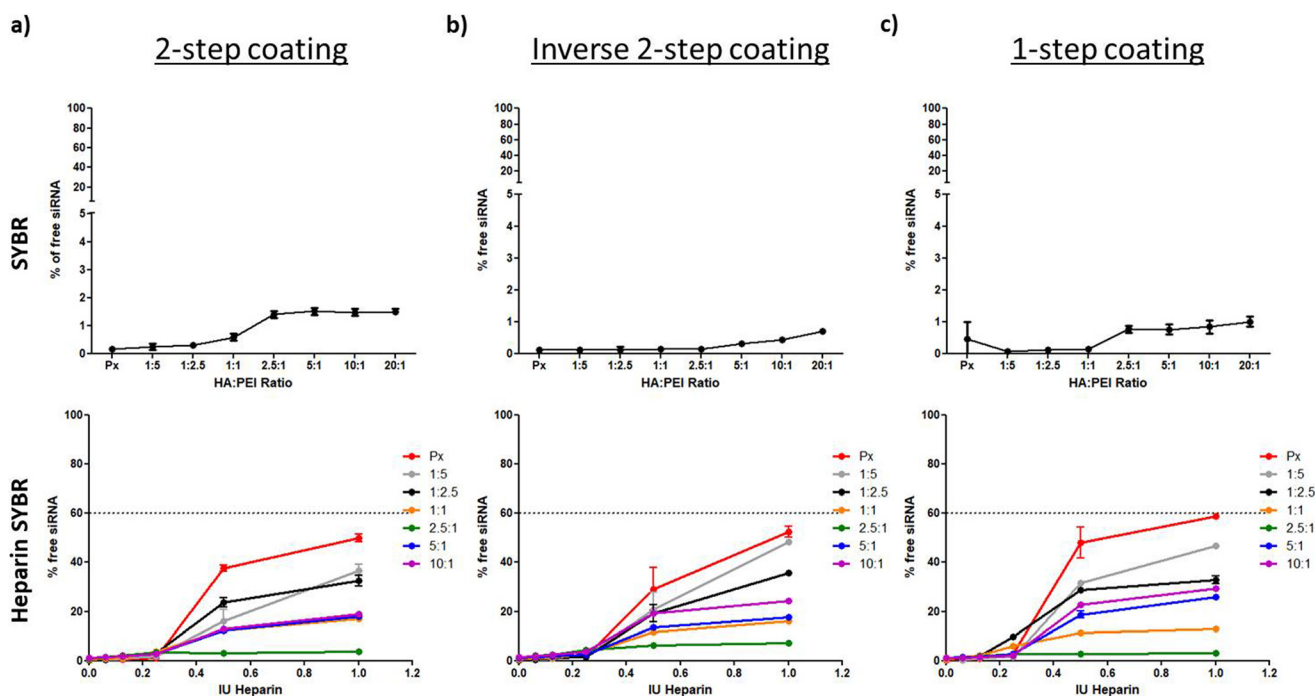 a)
2-step coating
b)
Inverse 2-step coating
c)
1-step coating
SYBR
% of free siRNA
100
80
60
40
20
5
4
3
2
1
0
Px 1:5 1:2.5 1:1 2.5:1 5:1 10:1 20:1
HA:PEI Ratio
% free siRNA
100
80
60
40
20
5
4
3
2
1
0
Px 1:5 1:2.5 1:1 2.5:1 5:1 10:1 20:1
HA:PEI Ratio
% free siRNA
100
80
60
40
20
5
4
3
2
1
0
Px 1:5 1:2.5 1:1 2.5:1 5:1 10:1 20:1
HA:PEI Ratio
Heparin SYBR
% free siRNA
100
80
60
40
20
0
0.0 0.2 0.4 0.6 0.8 1.0 1.2
IU Heparin
Px
1:5
1:2.5
1:1
2.5:1
5:1
10:1
% free siRNA
100
80
60
40
20
0
0.0 0.2 0.4 0.6 0.8 1.0 1.2
IU Heparin
Px
1:5
1:2.5
1:1
2.5:1
5:1
10:1
% free siRNA
100
80
60
40
20
0
0.0 0.2 0.4 0.6 0.8 1.0 1.2
IU Heparin
Px
1:5
1:2.5
1:1
2.5:1
5:1
10:1